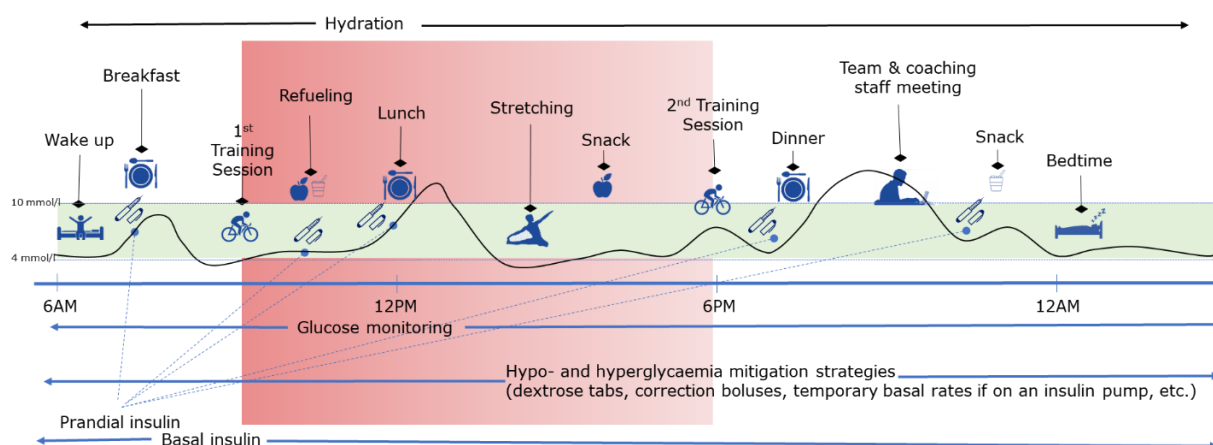 Hydration
Breakfast
Team & coaching
staff meeting
Refueling
2nd Training
Session
Lunch
Stretching
Wake up
1st
Training
Session
Snack
Dinner
Snack
Bedtime
10 mmol/l
4 mmol/l
6AM
12PM
6PM
12AM
Glucose monitoring
Hypo- and hyperglycaemia mitigation strategies
(dextrose tabs, correction boluses, temporary basal rates if on an insulin pump, etc.)
Prandial insulin
Basal insulin